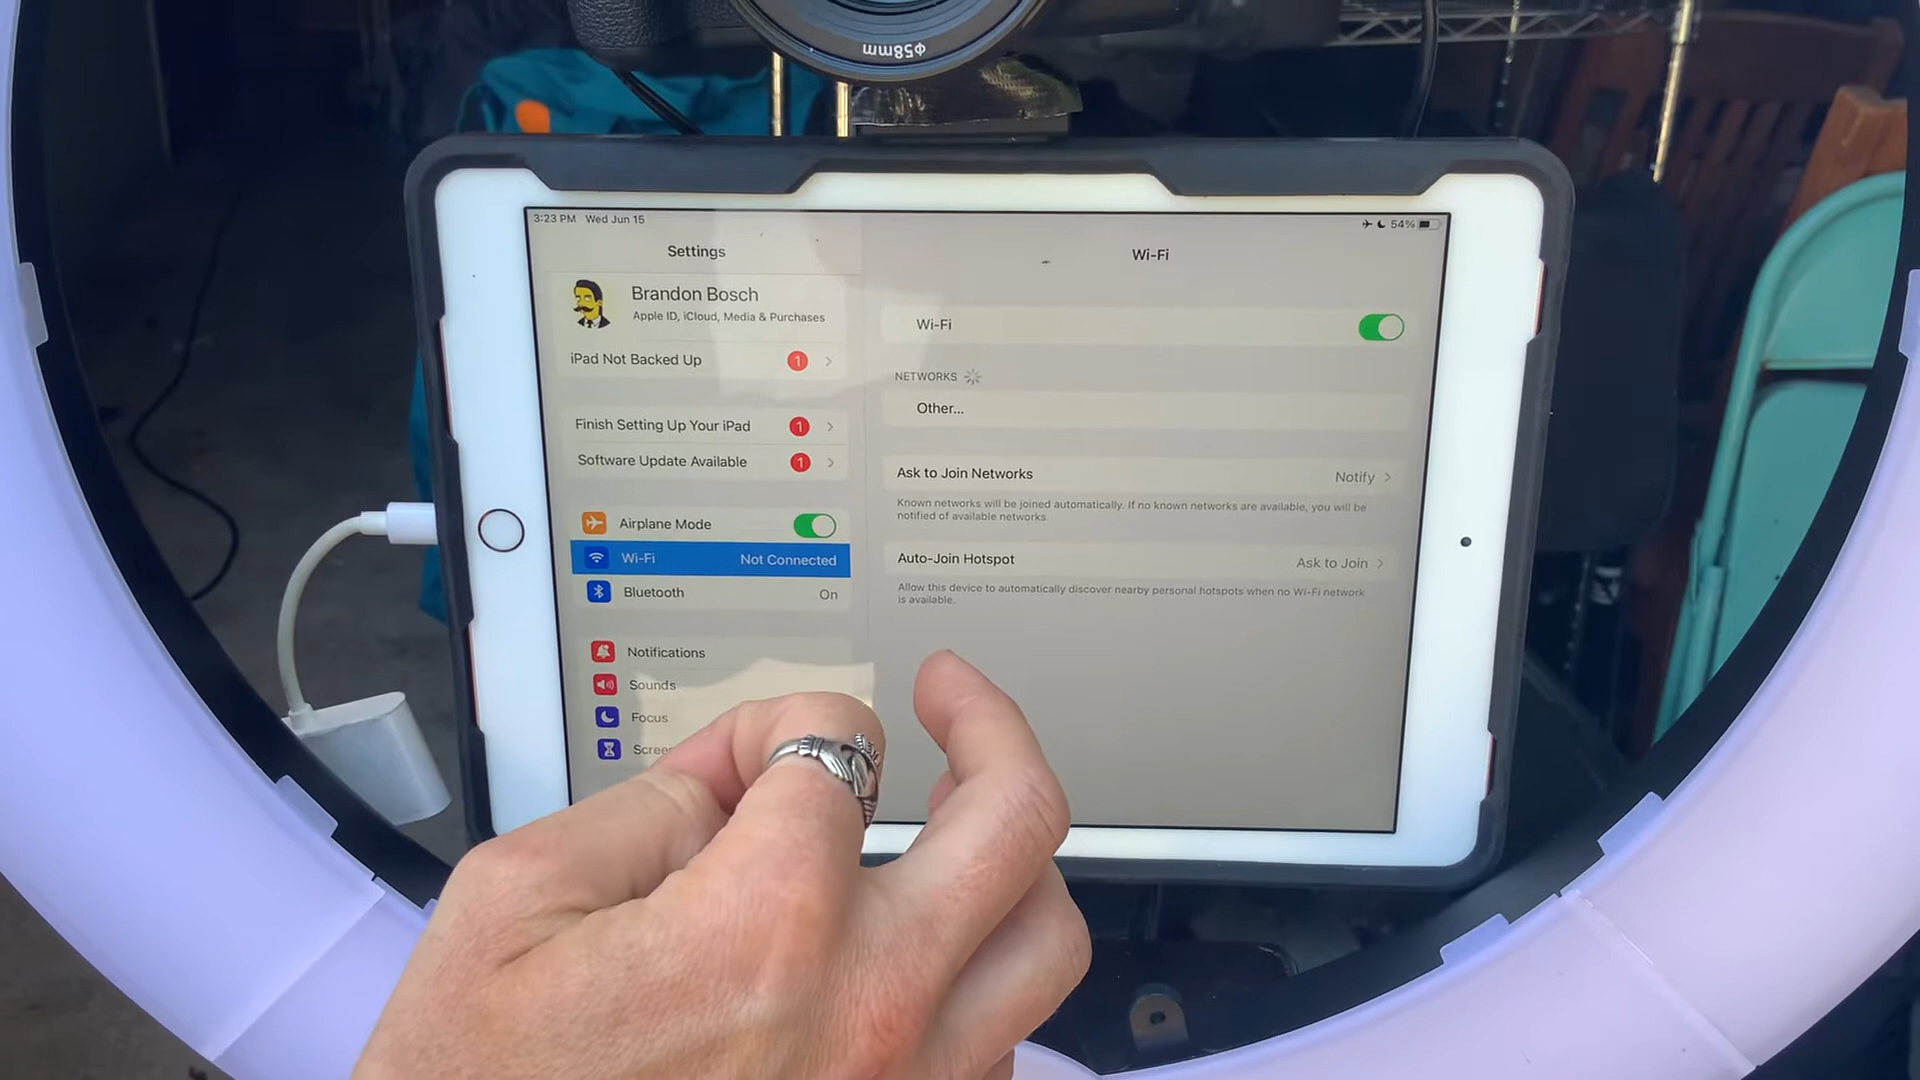 Φ58mm
3:23 PM Wed Jun 15
54%
Settings
Brandon Bosch
Apple ID, iCloud, Media & Purchases
iPad Not Backed Up 1
Finish Setting Up Your iPad 1
Software Update Available 1
Airplane Mode
Wi-Fi Not Connected
Bluetooth On
Notifications
Sounds
Focus
Scree
Wi-Fi
Wi-Fi
NETWORKS
Other...
Ask to Join Networks Notify
Known networks will be joined automatically. If no known networks are available, you will be
notified of available networks.
Auto-Join Hotspot Ask to Join
Allow this device to automatically discover nearby personal hotspots when no Wi-Fi network
is available.